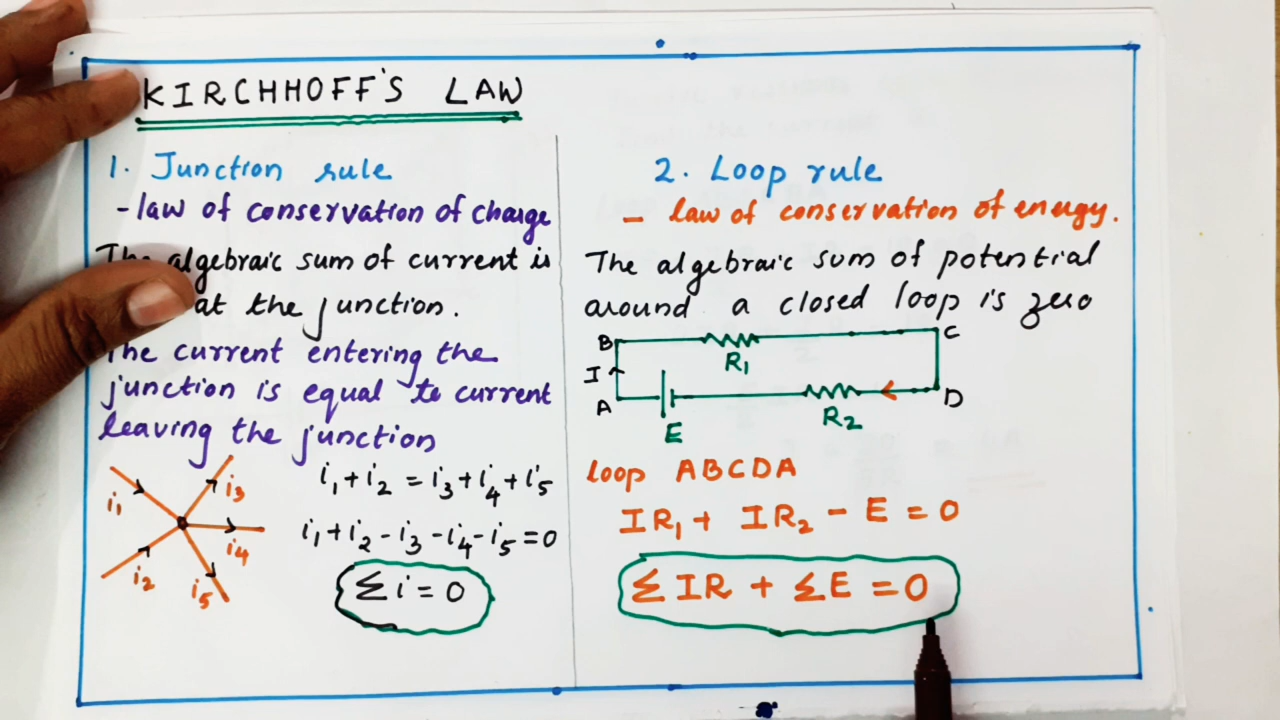 KIRCHHOFF'S LAW
1. Junction rule
- law of conservation of charge
algebraic sum of current is
at the junction.
The current entering the
junction is equal to current
leaving the junction
i₁
i₂
i₃
i₄
i₅
i₁+i₂ = i₃+i₄+i₅
i₁+i₂-i₃-i₄-i₅=0
Σi=0
2. Loop rule
- law of conservation of energy.
The algebraic sum of potential
around a closed loop is zero
B
C
R₁
I
A
D
E
R₂
loop ABCDA
IR₁+ IR₂ - E = 0
ΣIR + ΣE = 0